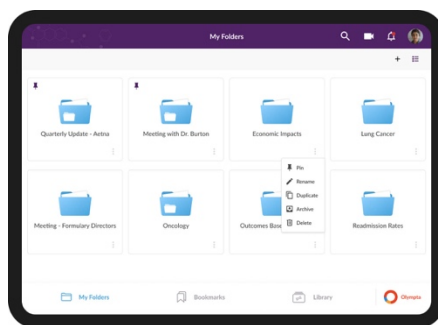 My Folders
Quarterly Update - Aetna
Meeting with Dr. Burton
Economic Impacts
Lung Cancer
Pin
Rename
Duplicate
Archive
Delete
Meeting - Formulary Directors
Oncology
Outcomes Bas
Readmission Rates
My Folders
Bookmarks
Library
Olympia